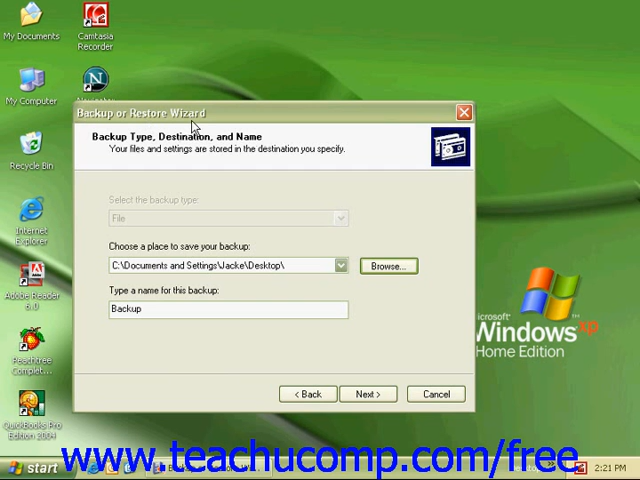 My Documents
Camtasia
Recorder
My Computer
Recycle Bin
Internet
Explorer
Adobe Reader
6.0
Peachtree
Complet...
QuickBooks Pro
Edition 2004
Backup or Restore Wizard
Backup Type, Destination, and Name
Your files and settings are stored in the destination you specify.
Select the backup type:
File
Choose a place to save your backup:
C:\Documents and Settings\Jacke\Desktop\
Browse...
Type a name for this backup:
Backup
< Back
Next >
Cancel
Microsoft
Windows xp
Home Edition
www.teachucomp.com/free
start
2:21 PM